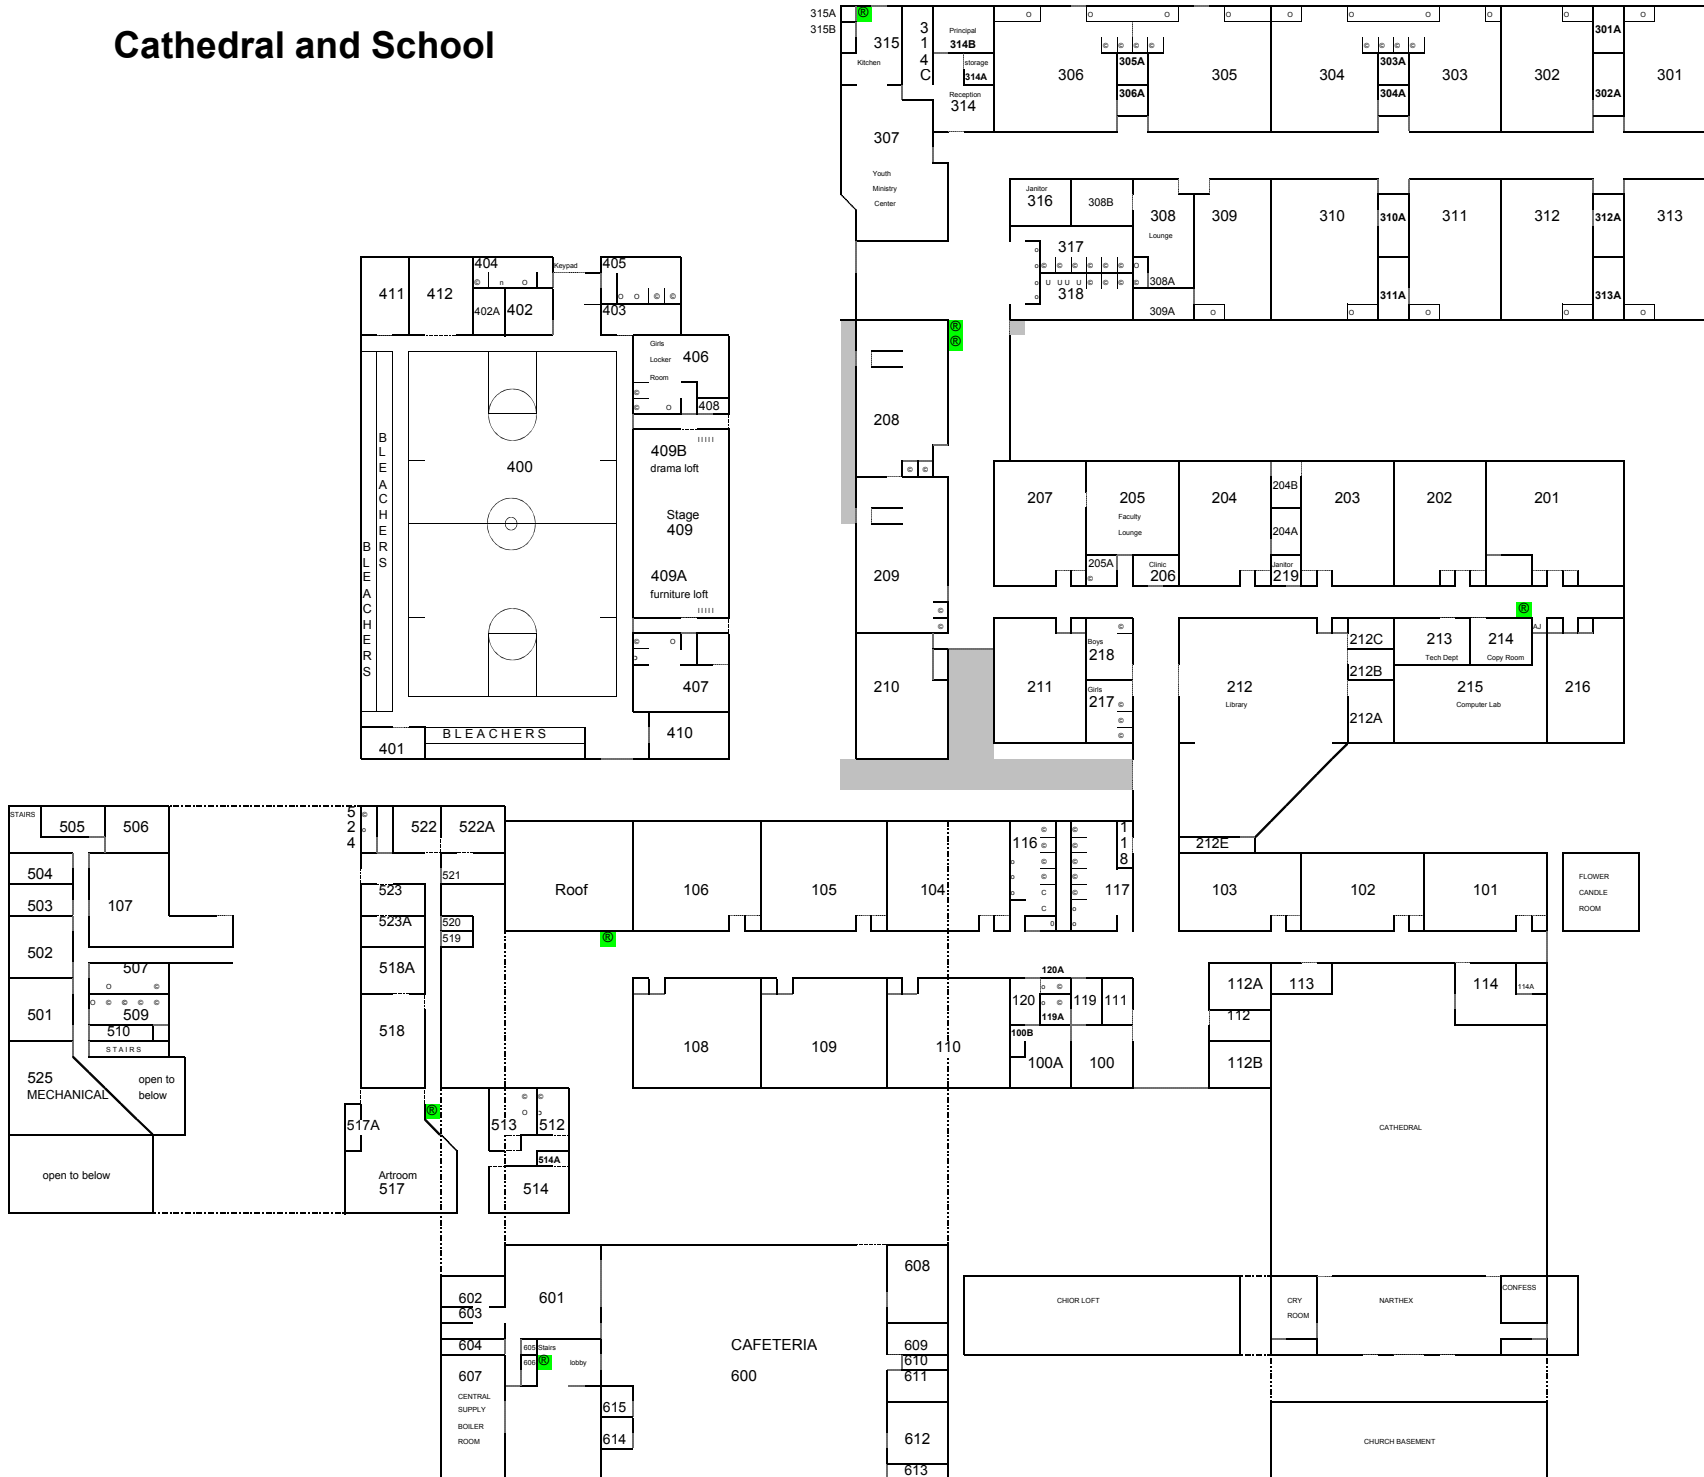 Cathedral and School
315A
315B
®
315
Kitchen
3
1
4
C
Principal
314B
storage
314A
Reception
314
306
305A
306A
305
304
303A
304A
303
302
301A
302A
301
307
Youth
Ministry
Center
Janitor
316
308B
308
Lounge
309
310
310A
311
312
312A
313
317
318
308A
309A
311A
313A
404
Keypad
405
411
412
402A
402
403
Girls
Locker
Room
406
408
®
®
208
B
L
E
A
C
H
E
R
S
400
409B
drama loft
Stage
409
409A
furniture loft
B
L
E
A
C
H
E
R
S
209
207
205
Faculty
Lounge
204
204B
204A
203
202
201
205A
Clinic
206
Janitor
219
®
407
410
401
BLEACHERS
210
211
Boys
218
Girls
217
212
Library
212C
212B
212A
213
Tech Dept
214
Copy Room
AJ
215
Computer Lab
216
STAIRS
505
506
5
2
4
522
522A
116
1
1
8
212E
504
503
107
523
521
Roof
106
105
104
117
103
102
101
FLOWER
CANDLE
ROOM
502
523A
520
519
®
507
518A
120A
112A
113
114
114A
501
509
510
STAIRS
518
120
119
111
119A
100B
112
525
MECHANICAL
open to
below
108
109
110
100A
100
112B
517A
®
513
512
CATHEDRAL
514A
open to below
Artroom
517
514
608
602
603
601
CHIOR LOFT
CRY
ROOM
NARTHEX
CONFESS
604
605
Stairs
606
®
lobby
CAFETERIA
600
609
610
611
607
CENTRAL
SUPPLY
BOILER
ROOM
615
614
612
613
CHURCH BASEMENT